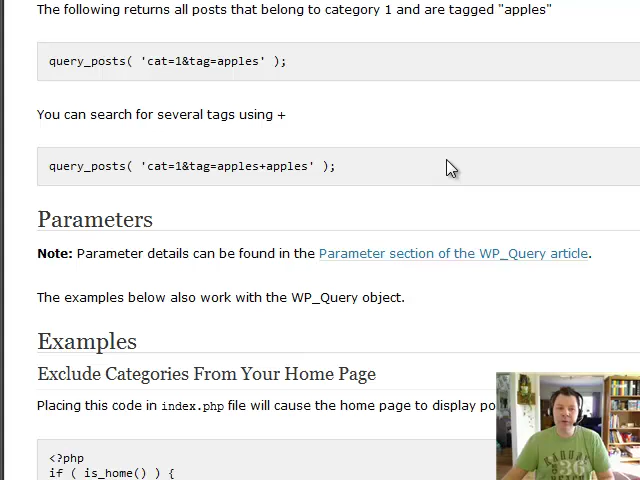 The following returns all posts that belong to category 1 and are tagged "apples"
query_posts( 'cat=1&tag=apples' );
You can search for several tags using +
query_posts( 'cat=1&tag=apples+apples' );
Parameters
Note: Parameter details can be found in the Parameter section of the WP_Query article.
The examples below also work with the WP_Query object.
Examples
Exclude Categories From Your Home Page
Placing this code in index.php file will cause the home page to display po
<?php
if ( is_home() ) {
36